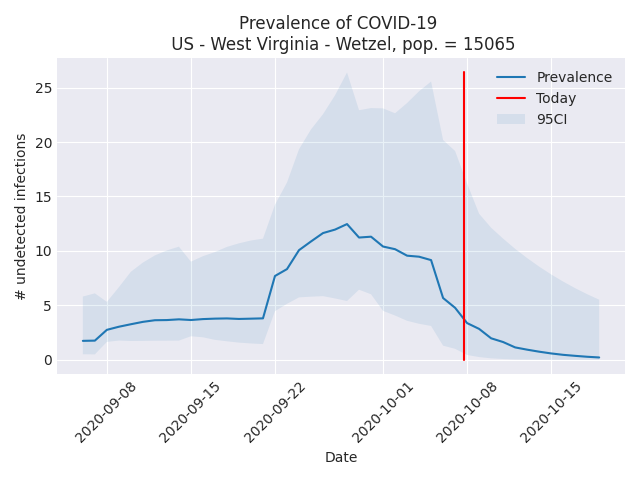 Prevalence of COVID-19
US - West Virginia - Wetzel, pop. = 15065
# undetected infections
25
20
15
10
5
0
Prevalence
Today
95CI
2020-09-08
2020-09-15
2020-09-22
2020-10-01
2020-10-08
2020-10-15
Date